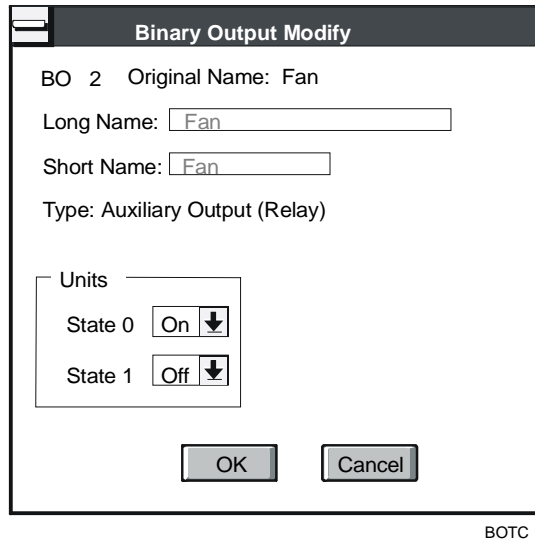 Binary Output Modify
BO 2 Original Name: Fan
Long Name: Fan
Short Name: Fan
Type: Auxiliary Output (Relay)
Units
State 0 On
State 1 Off
OK Cancel
BOTC